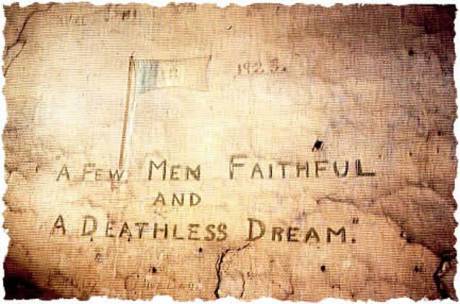 1923.
"A FEW MEN FAITHFUL
AND
A DEATHLESS DREAM."